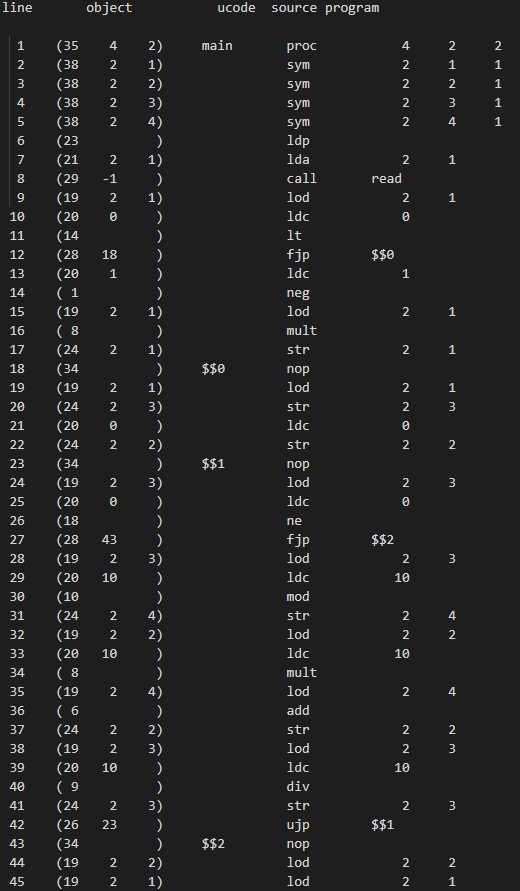 line object ucode source program
1 (35 4 2) main proc 4 2 2
2 (38 2 1) sym 2 1 1
3 (38 2 2) sym 2 2 1
4 (38 2 3) sym 2 3 1
5 (38 2 4) sym 2 4 1
6 (23 ) ldp
7 (21 2 1) lda 2 1
8 (29 -1 ) call read
9 (19 2 1) lod 2 1
10 (20 0 ) ldc 0
11 (14 ) lt
12 (28 18 ) fjp $$0
13 (20 1 ) ldc 1
14 ( 1 ) neg
15 (19 2 1) lod 2 1
16 ( 8 ) mult
17 (24 2 1) str 2 1
18 (34 ) $$0 nop
19 (19 2 1) lod 2 1
20 (24 2 3) str 2 3
21 (20 0 ) ldc 0
22 (24 2 2) str 2 2
23 (34 ) $$1 nop
24 (19 2 3) lod 2 3
25 (20 0 ) ldc 0
26 (18 ) ne
27 (28 43 ) fjp $$2
28 (19 2 3) lod 2 3
29 (20 10 ) ldc 10
30 (10 ) mod
31 (24 2 4) str 2 4
32 (19 2 2) lod 2 2
33 (20 10 ) ldc 10
34 ( 8 ) mult
35 (19 2 4) lod 2 4
36 ( 6 ) add
37 (24 2 2) str 2 2
38 (19 2 3) lod 2 3
39 (20 10 ) ldc 10
40 ( 9 ) div
41 (24 2 3) str 2 3
42 (26 23 ) ujp $$1
43 (34 ) $$2 nop
44 (19 2 2) lod 2 2
45 (19 2 1) lod 2 1